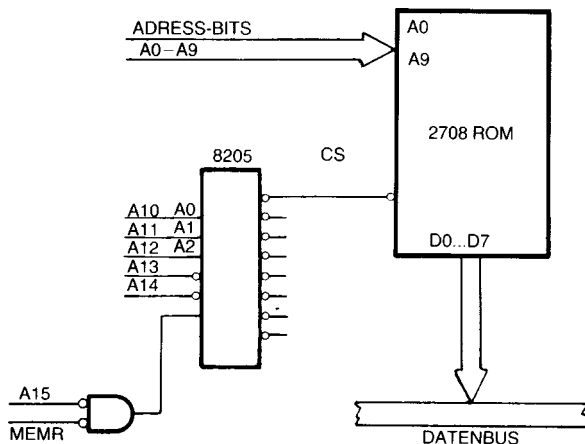 ADRESS-BITS
A0–A9
A0
A9
2708 ROM
8205
CS
A10 A0
A11 A1
A12 A2
A13
A14
D0...D7
A15
MEMR
DATENBUS